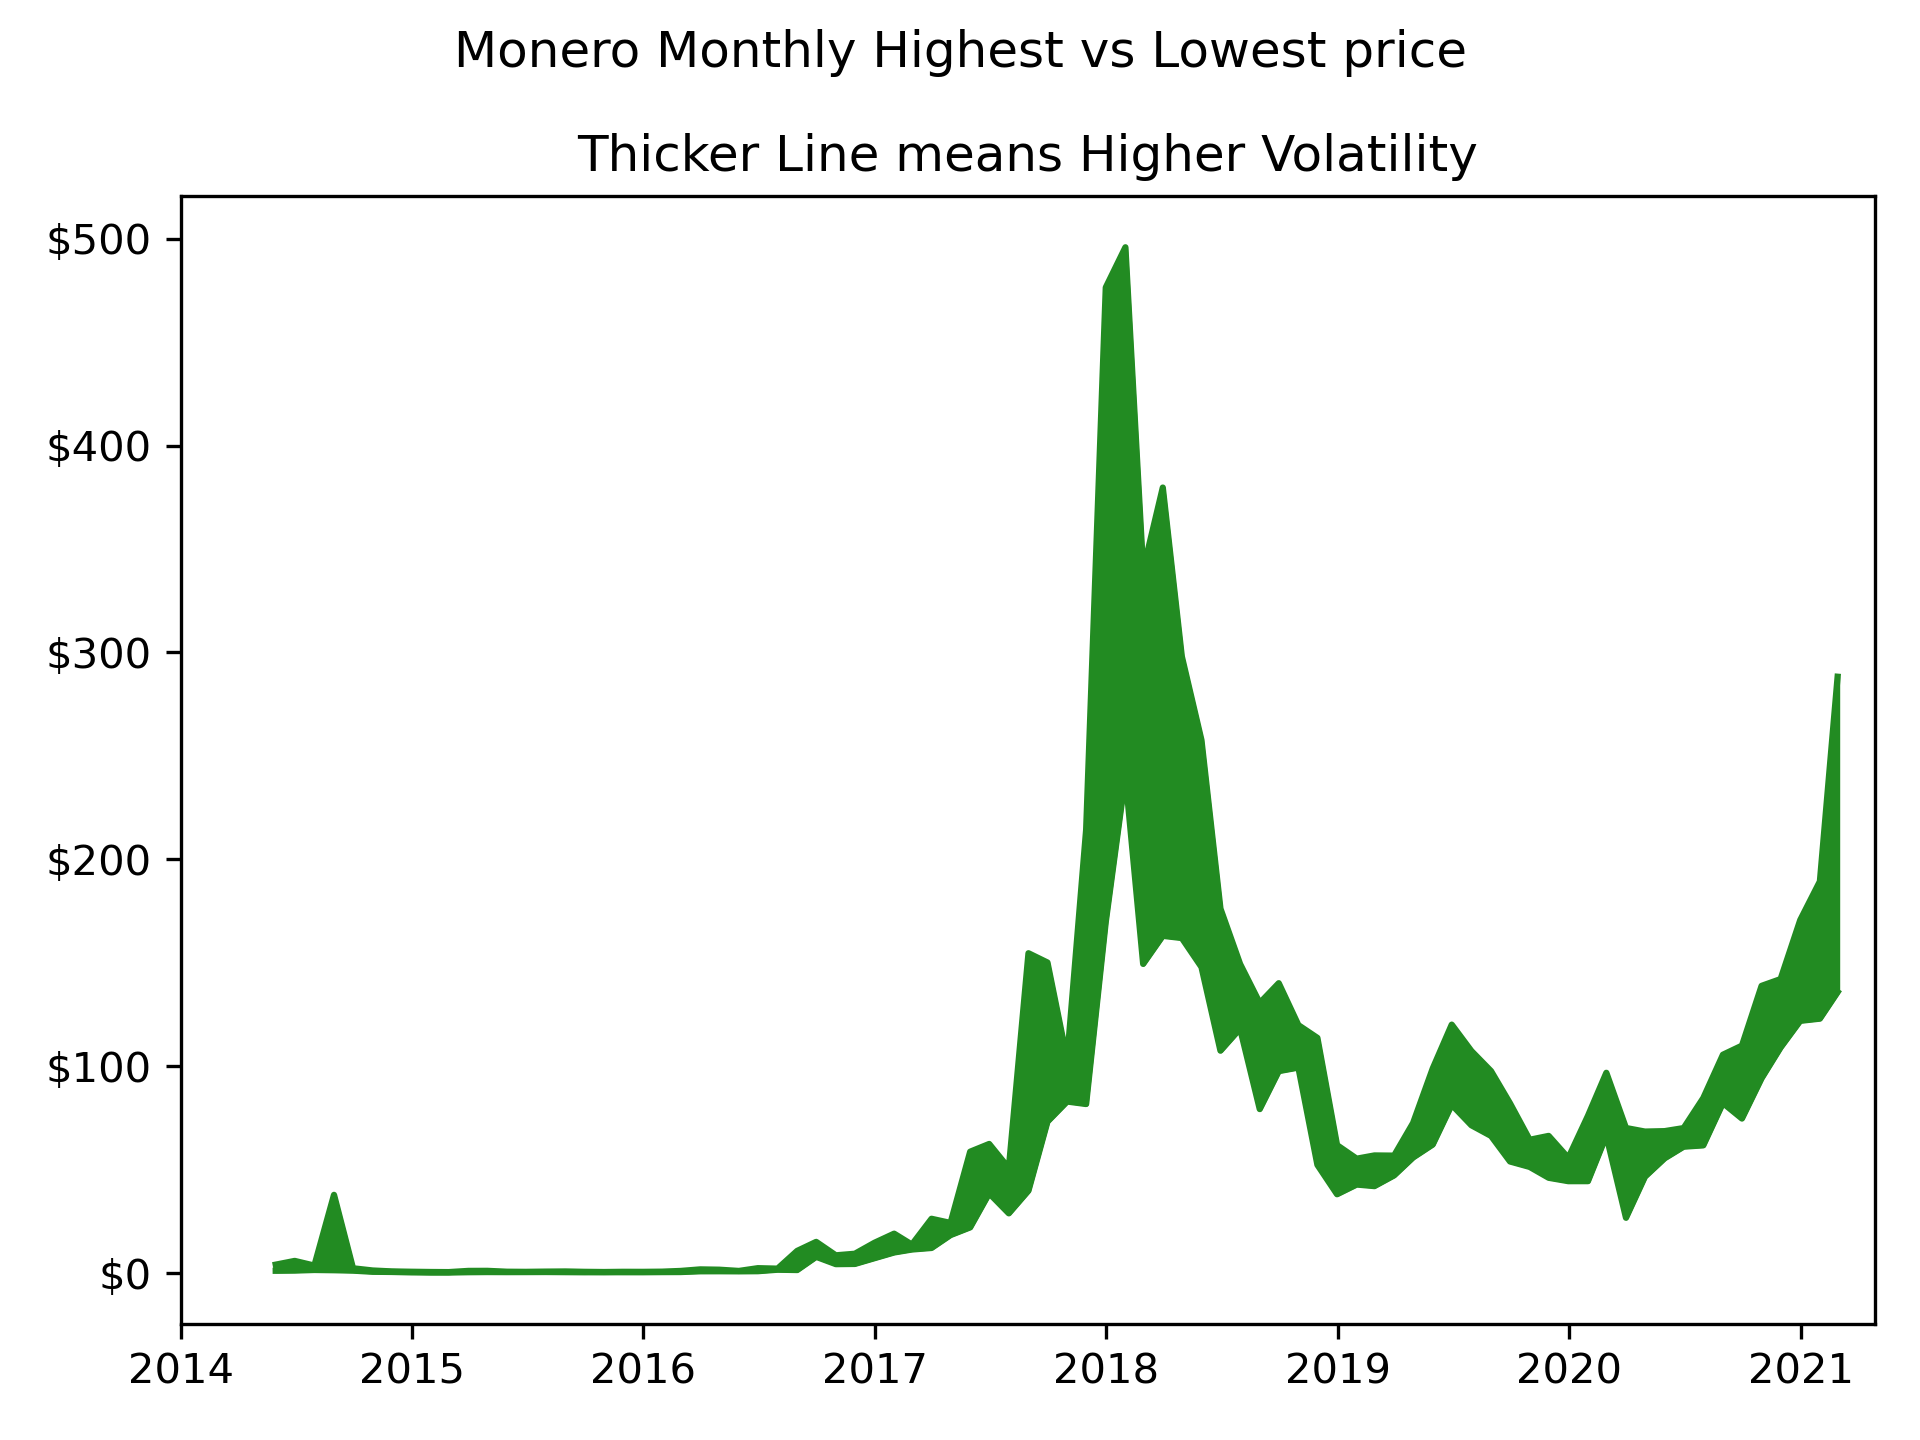 Monero Monthly Highest vs Lowest price
Thicker Line means Higher Volatility
$500
$400
$300
$200
$100
$0
2014 2015 2016 2017 2018 2019 2020 2021